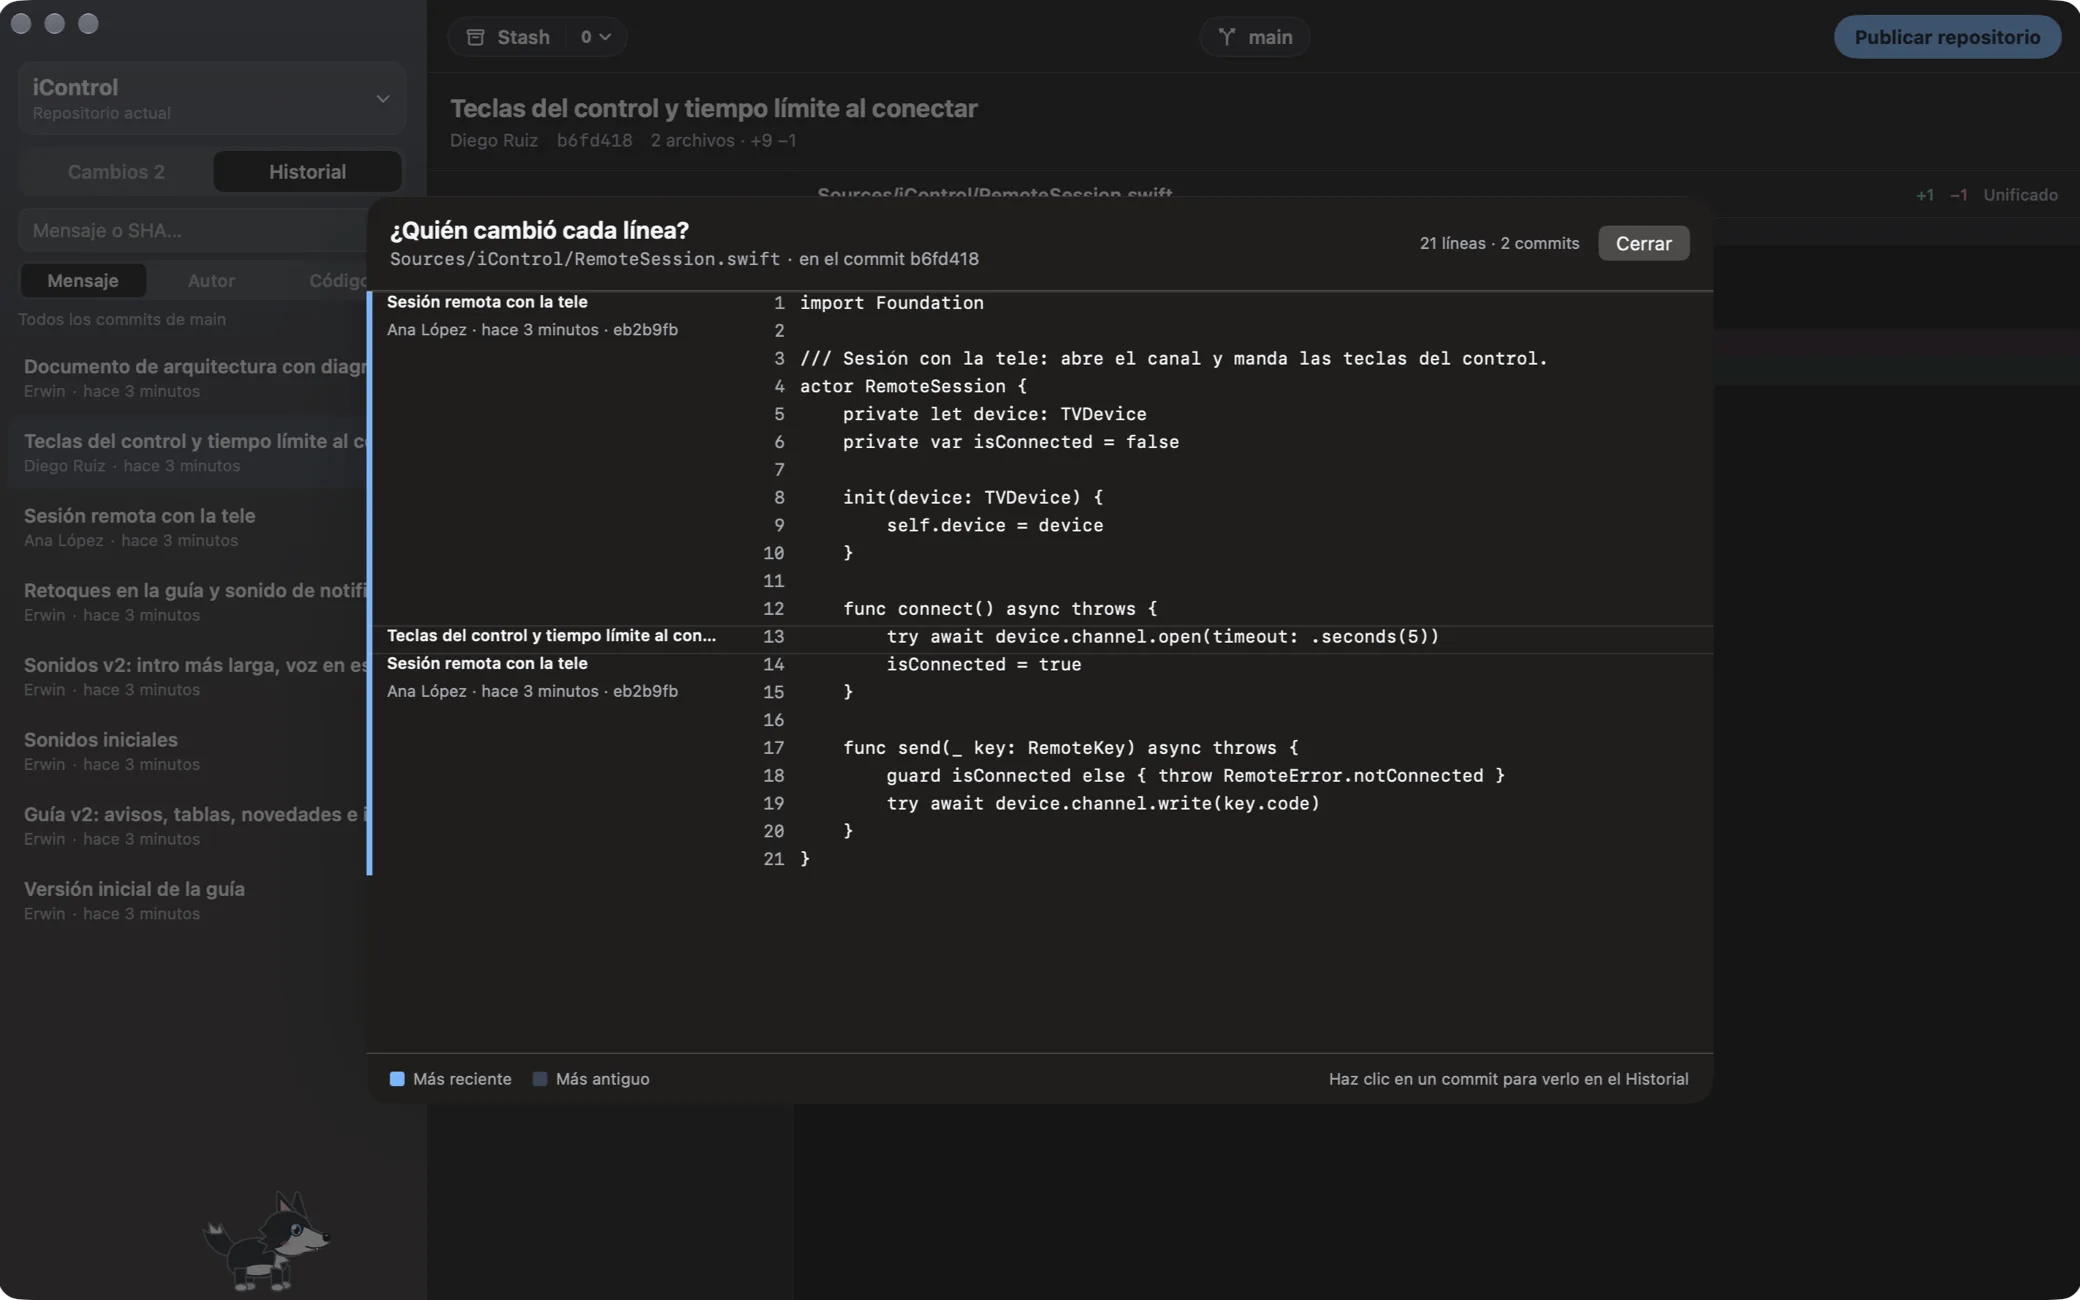 Stash 0
main
Publicar repositorio
iControl
Repositorio actual
Cambios 2
Historial
Mensaje o SHA...
Mensaje
Autor
Todos los commits de main
Documento de arquitectura con
Erwin · hace 3 minutos
Teclas del control y tiempo límite al
Diego Ruiz · hace 3 minutos
Sesión remota con la tele
Ana López · hace 3 minutos
Retoques en la guía y sonido de
Erwin · hace 3 minutos
Sonidos v2: intro más larga, voz en
Erwin · hace 3 minutos
Sonidos iniciales
Erwin · hace 3 minutos
Guía v2: avisos, tablas, novedades e
Erwin · hace 3 minutos
Versión inicial de la guía
Erwin · hace 3 minutos
Teclas del control y tiempo límite al conectar
Diego Ruiz b6fd418 2 archivos · +9 −1
Sources/iControl/RemoteSession.swift
+1 −1 Unificado
¿Quién cambió cada línea?
Sources/iControl/RemoteSession.swift · en el commit b6fd418
21 líneas · 2 commits
Cerrar
Sesión remota con la tele
Ana López · hace 3 minutos · eb2b9fb
Teclas del control y tiempo límite al con...
Sesión remota con la tele
Ana López · hace 3 minutos · eb2b9fb
1 import Foundation
2
3 /// Sesión con la tele: abre el canal y manda las teclas del control.
4 actor RemoteSession {
5     private let device: TVDevice
6     private var isConnected = false
7
8     init(device: TVDevice) {
9         self.device = device
10     }
11
12     func connect() async throws {
13         try await device.channel.open(timeout: .seconds(5))
14         isConnected = true
15     }
16
17     func send(_ key: RemoteKey) async throws {
18         guard isConnected else { throw RemoteError.notConnected }
19         try await device.channel.write(key.code)
20     }
21 }
Más reciente
Más antiguo
Haz clic en un commit para verlo en el Historial